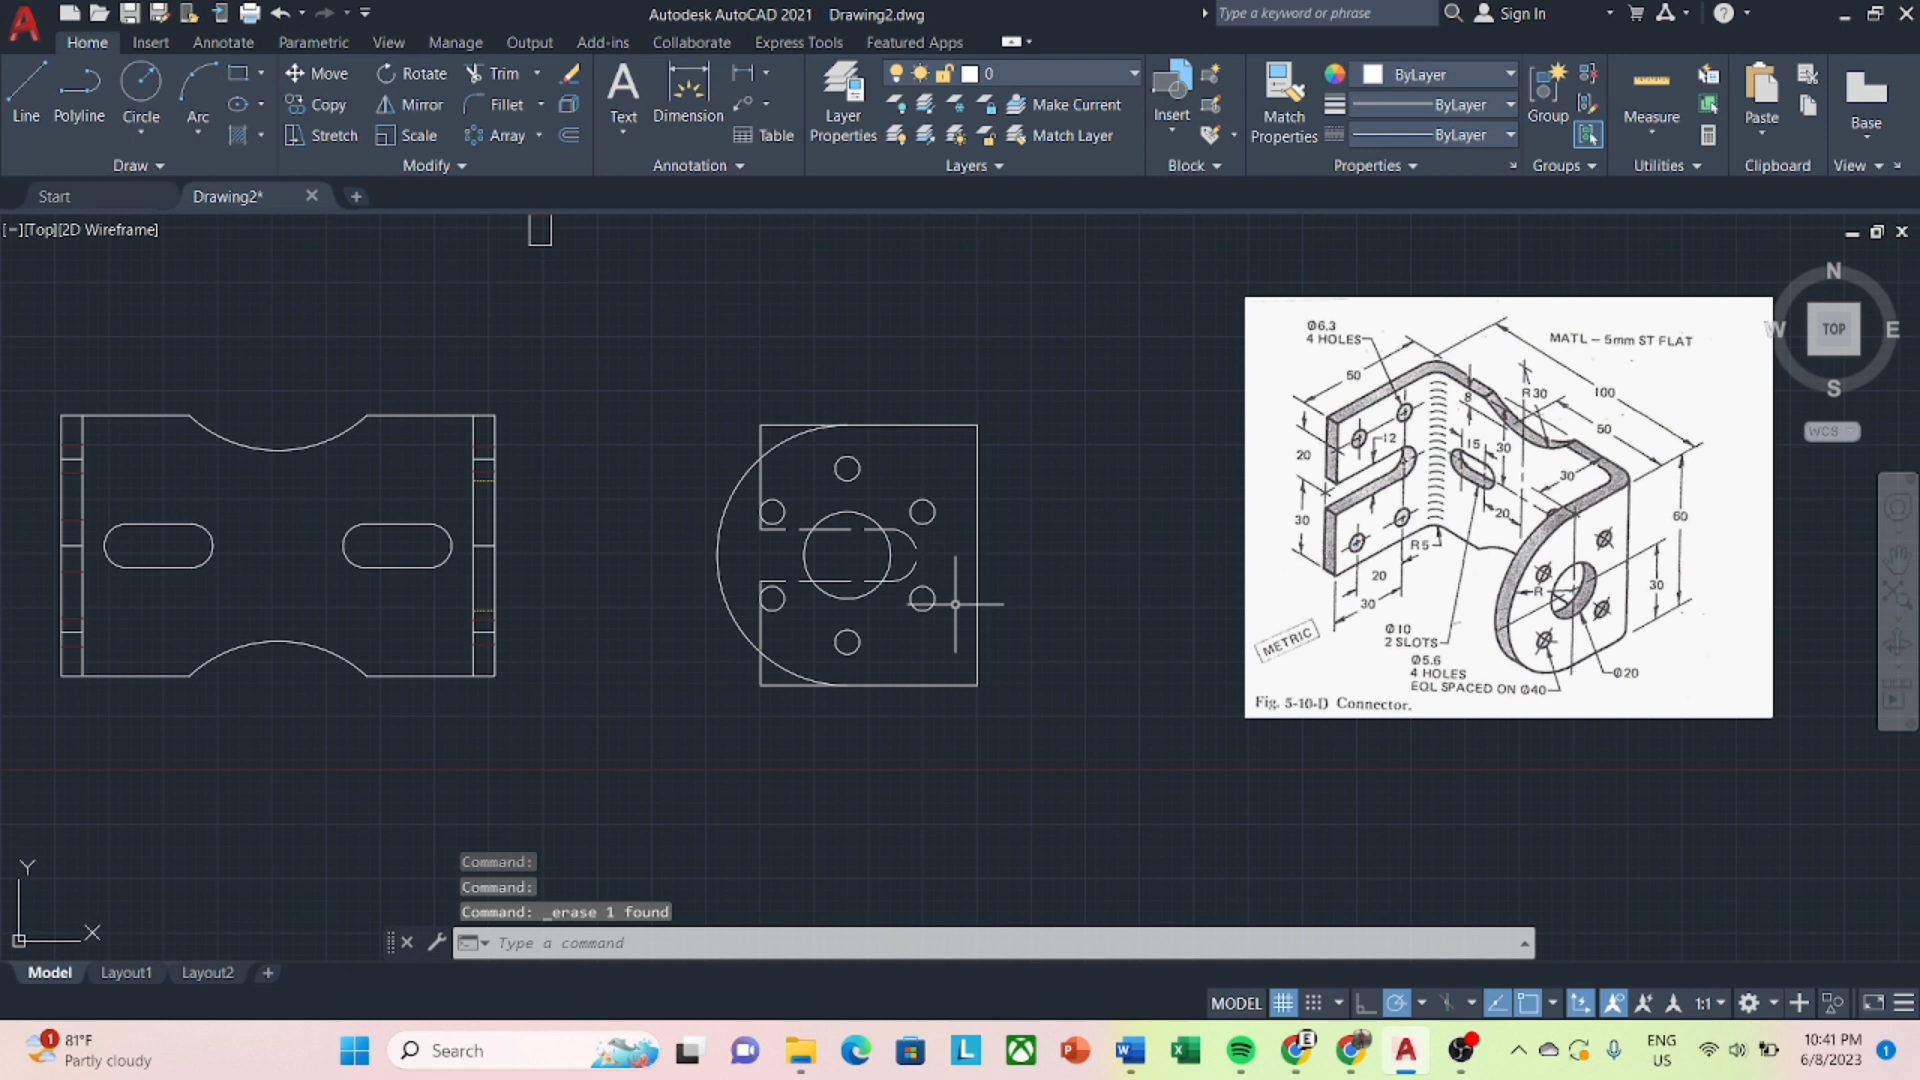 Autodesk AutoCAD 2021 Drawing2.dwg
Type a keyword or phrase
Sign In
Home Insert Annotate Parametric View Manage Output Add-ins Collaborate Express Tools Featured Apps
Line
Polyline
Circle
Arc
Draw
Move
Rotate
Trim
Copy
Mirror
Fillet
Stretch
Scale
Array
Modify
Text
Dimension
Table
Annotation
Layer
Properties
0
Make Current
Match Layer
Layers
Insert
Block
Match
Properties
ByLayer
ByLayer
ByLayer
Properties
Group
Groups
Measure
Utilities
Paste
Clipboard
Base
View
Start
Drawing2*
[−][Top][2D Wireframe]
N
W
TOP
E
S
WCS
Ø6.3
4 HOLES
MATL – 5mm ST FLAT
50
8
R30
100
12
15
30
50
20
30
20
60
30
R5
20
30
R
30
Ø10
2 SLOTS
METRIC
Ø5.6
4 HOLES
EQL SPACED ON Ø40
Ø20
Fig. 5-10-D Connector.
Y
X
Command:
Command:
Command: _erase 1 found
Type a command
Model Layout1 Layout2
MODEL
1:1
1
81°F
Partly cloudy
Search
ENG
US
10:41 PM
6/8/2023
1